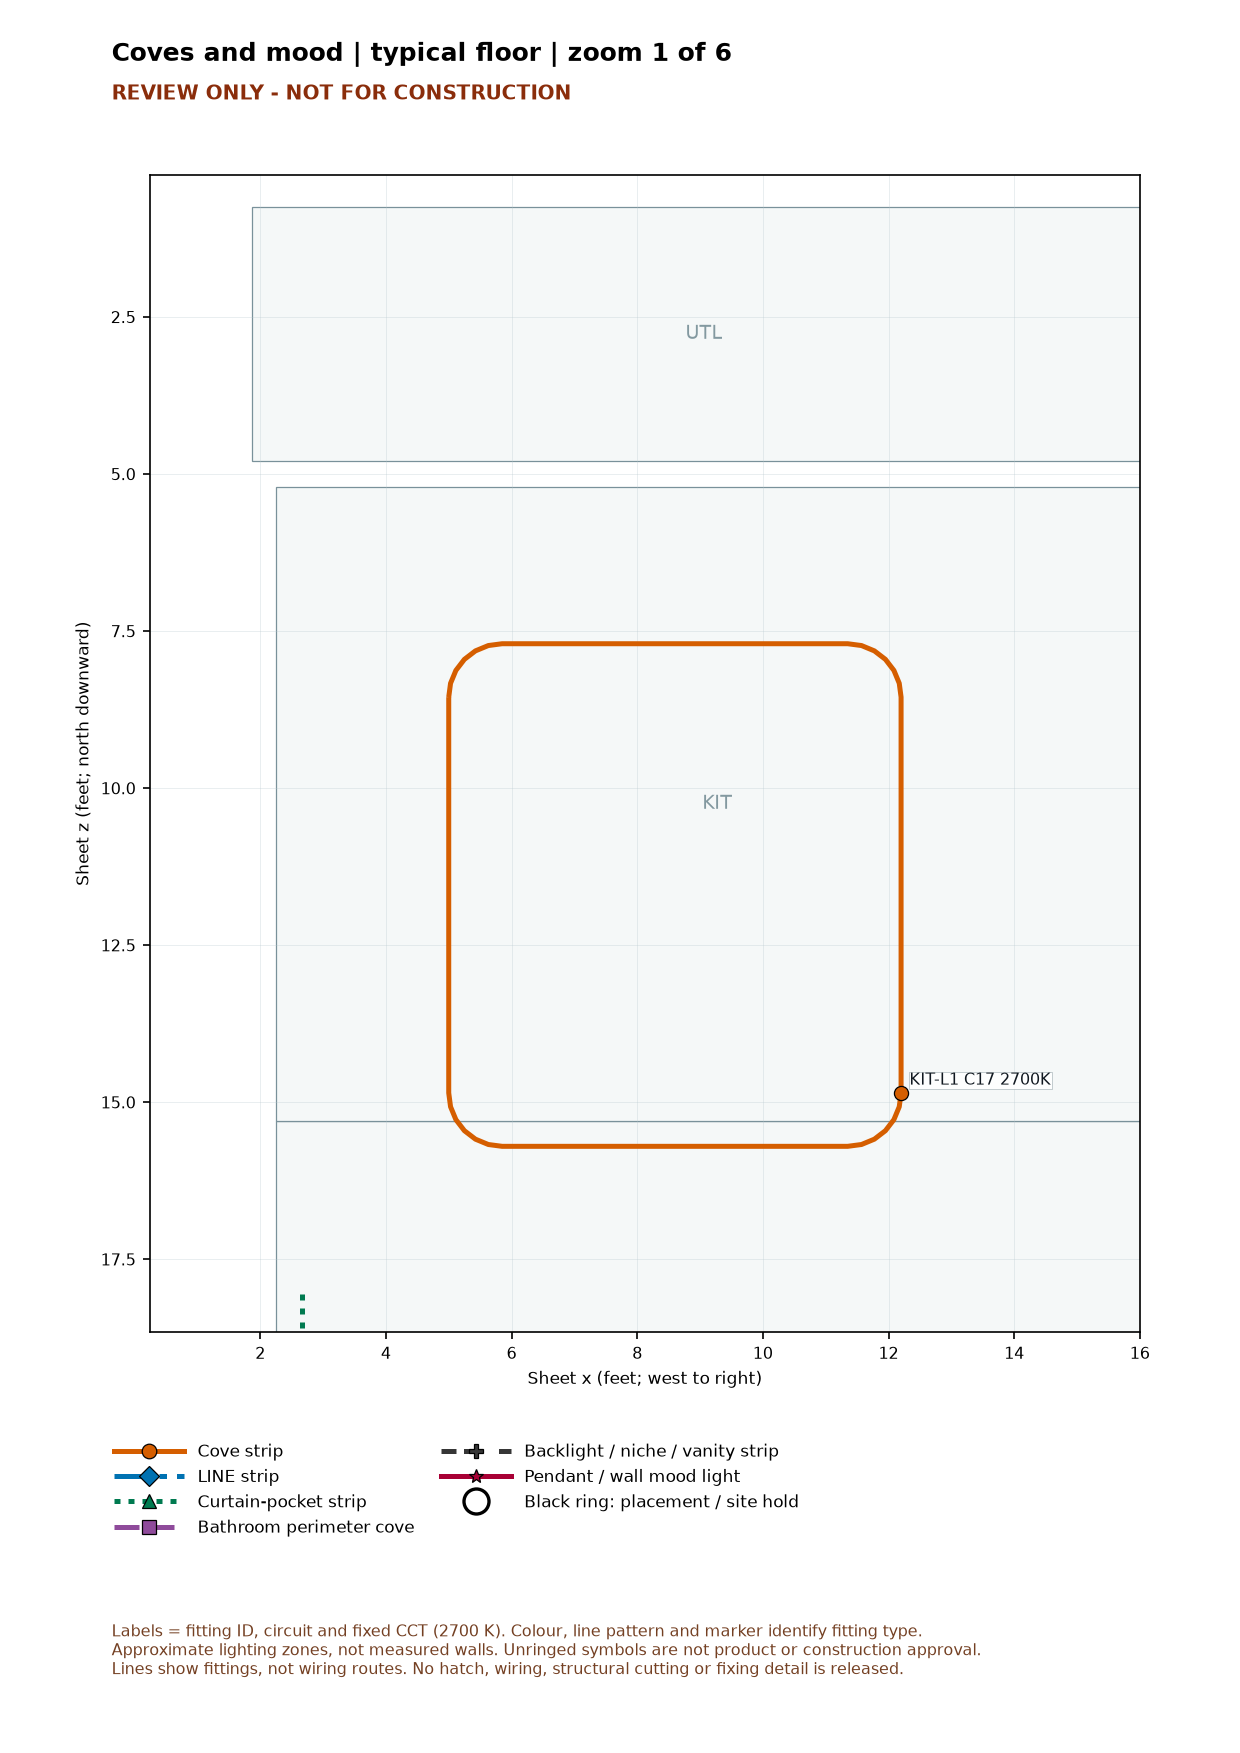 Coves and mood | typical floor | zoom 1 of 6
REVIEW ONLY - NOT FOR CONSTRUCTION
UTL
2.5
5.0
7.5
KIT
10.0
12.5
KIT-L1 C17 2700K
15.0
17.5
Sheet z (feet; north downward)
2 4 6 8 10 12 14 16
Sheet x (feet; west to right)
Cove strip
LINE strip
Curtain-pocket strip
Bathroom perimeter cove
Backlight / niche / vanity strip
Pendant / wall mood light
Black ring: placement / site hold
Labels = fitting ID, circuit and fixed CCT (2700 K). Colour, line pattern and marker identify fitting type.
Approximate lighting zones, not measured walls. Unringed symbols are not product or construction approval.
Lines show fittings, not wiring routes. No hatch, wiring, structural cutting or fixing detail is released.